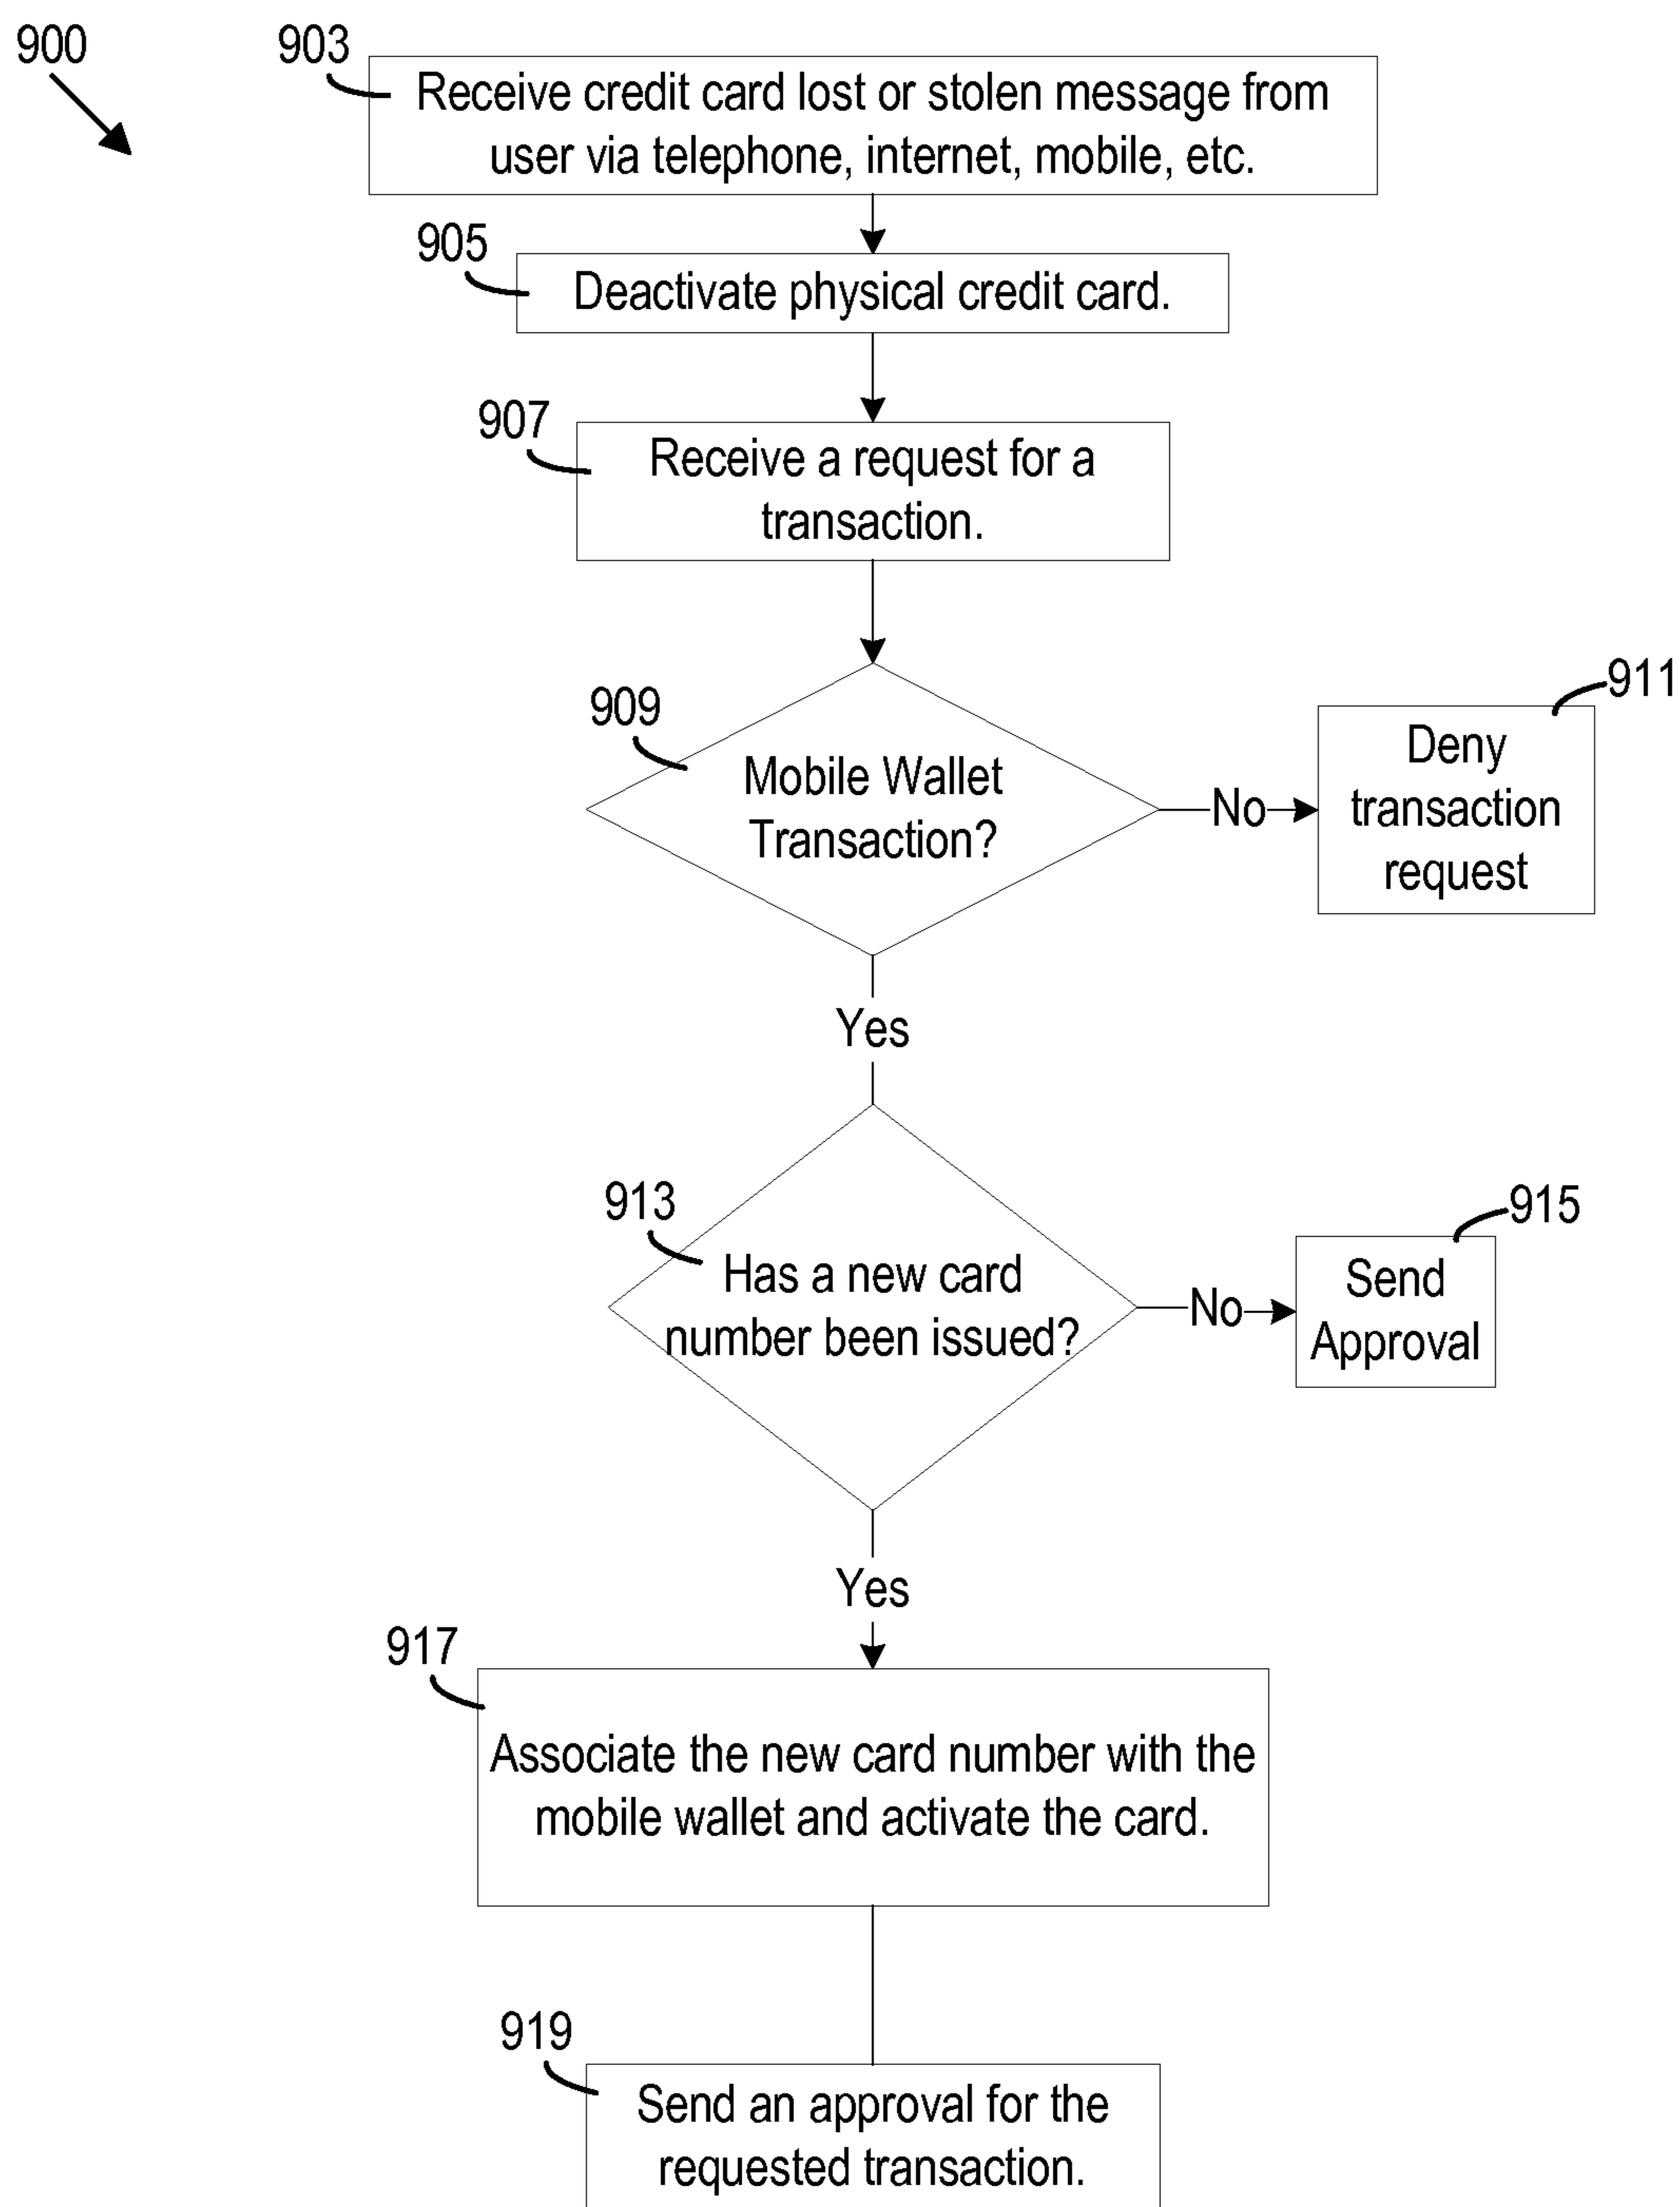 900
903
Receive credit card lost or stolen message from
user via telephone, internet, mobile, etc.
905
Deactivate physical credit card.
907
Receive a request for a
transaction.
909
Mobile Wallet
Transaction?
No
911
Deny
transaction
request
Yes
913
Has a new card
number been issued?
No
915
Send
Approval
Yes
917
Associate the new card number with the
mobile wallet and activate the card.
919
Send an approval for the
requested transaction.